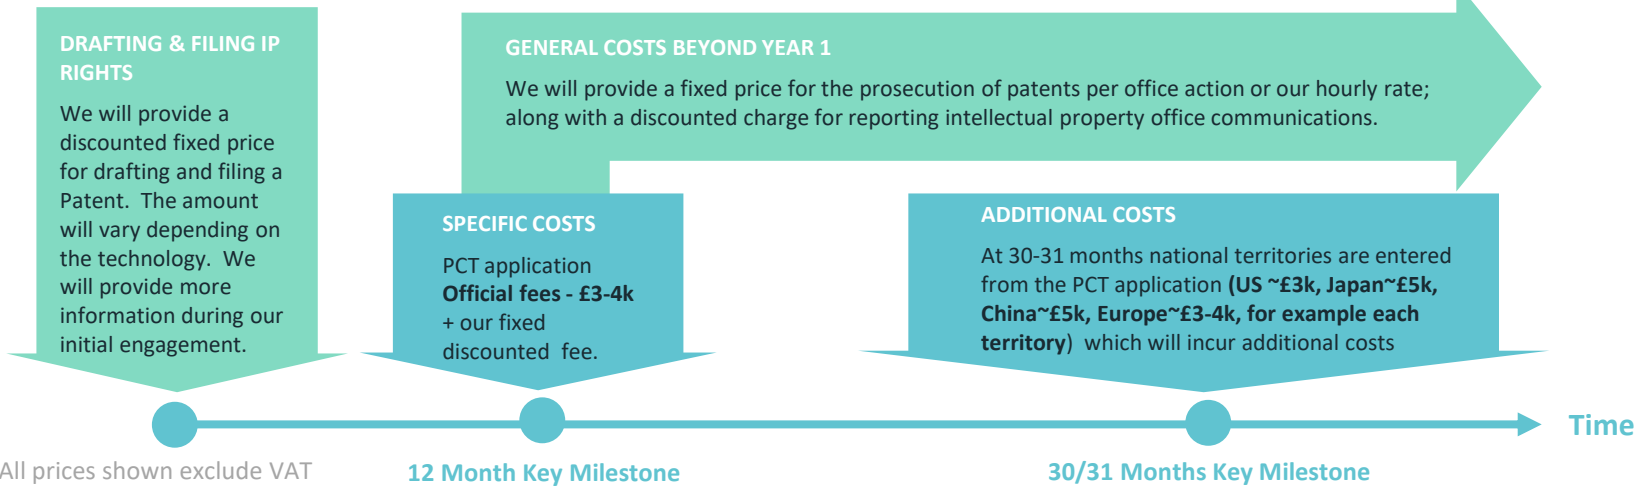 DRAFTING & FILING IP
RIGHTS
We will provide a
discounted fixed price
for drafting and filing a
Patent.  The amount
will vary depending on
the technology.  We
will provide more
information during our
initial engagement.
GENERAL COSTS BEYOND YEAR 1
We will provide a fixed price for the prosecution of patents per office action or our hourly rate;
along with a discounted charge for reporting intellectual property office communications.
SPECIFIC COSTS
PCT application
Official fees - £3-4k
+ our fixed
discounted  fee.
ADDITIONAL COSTS
At 30-31 months national territories are entered
from the PCT application (US ~£3k, Japan~£5k,
China~£5k, Europe~£3-4k, for example each
territory)  which will incur additional costs
Time
All prices shown exclude VAT
12 Month Key Milestone
30/31 Months Key Milestone